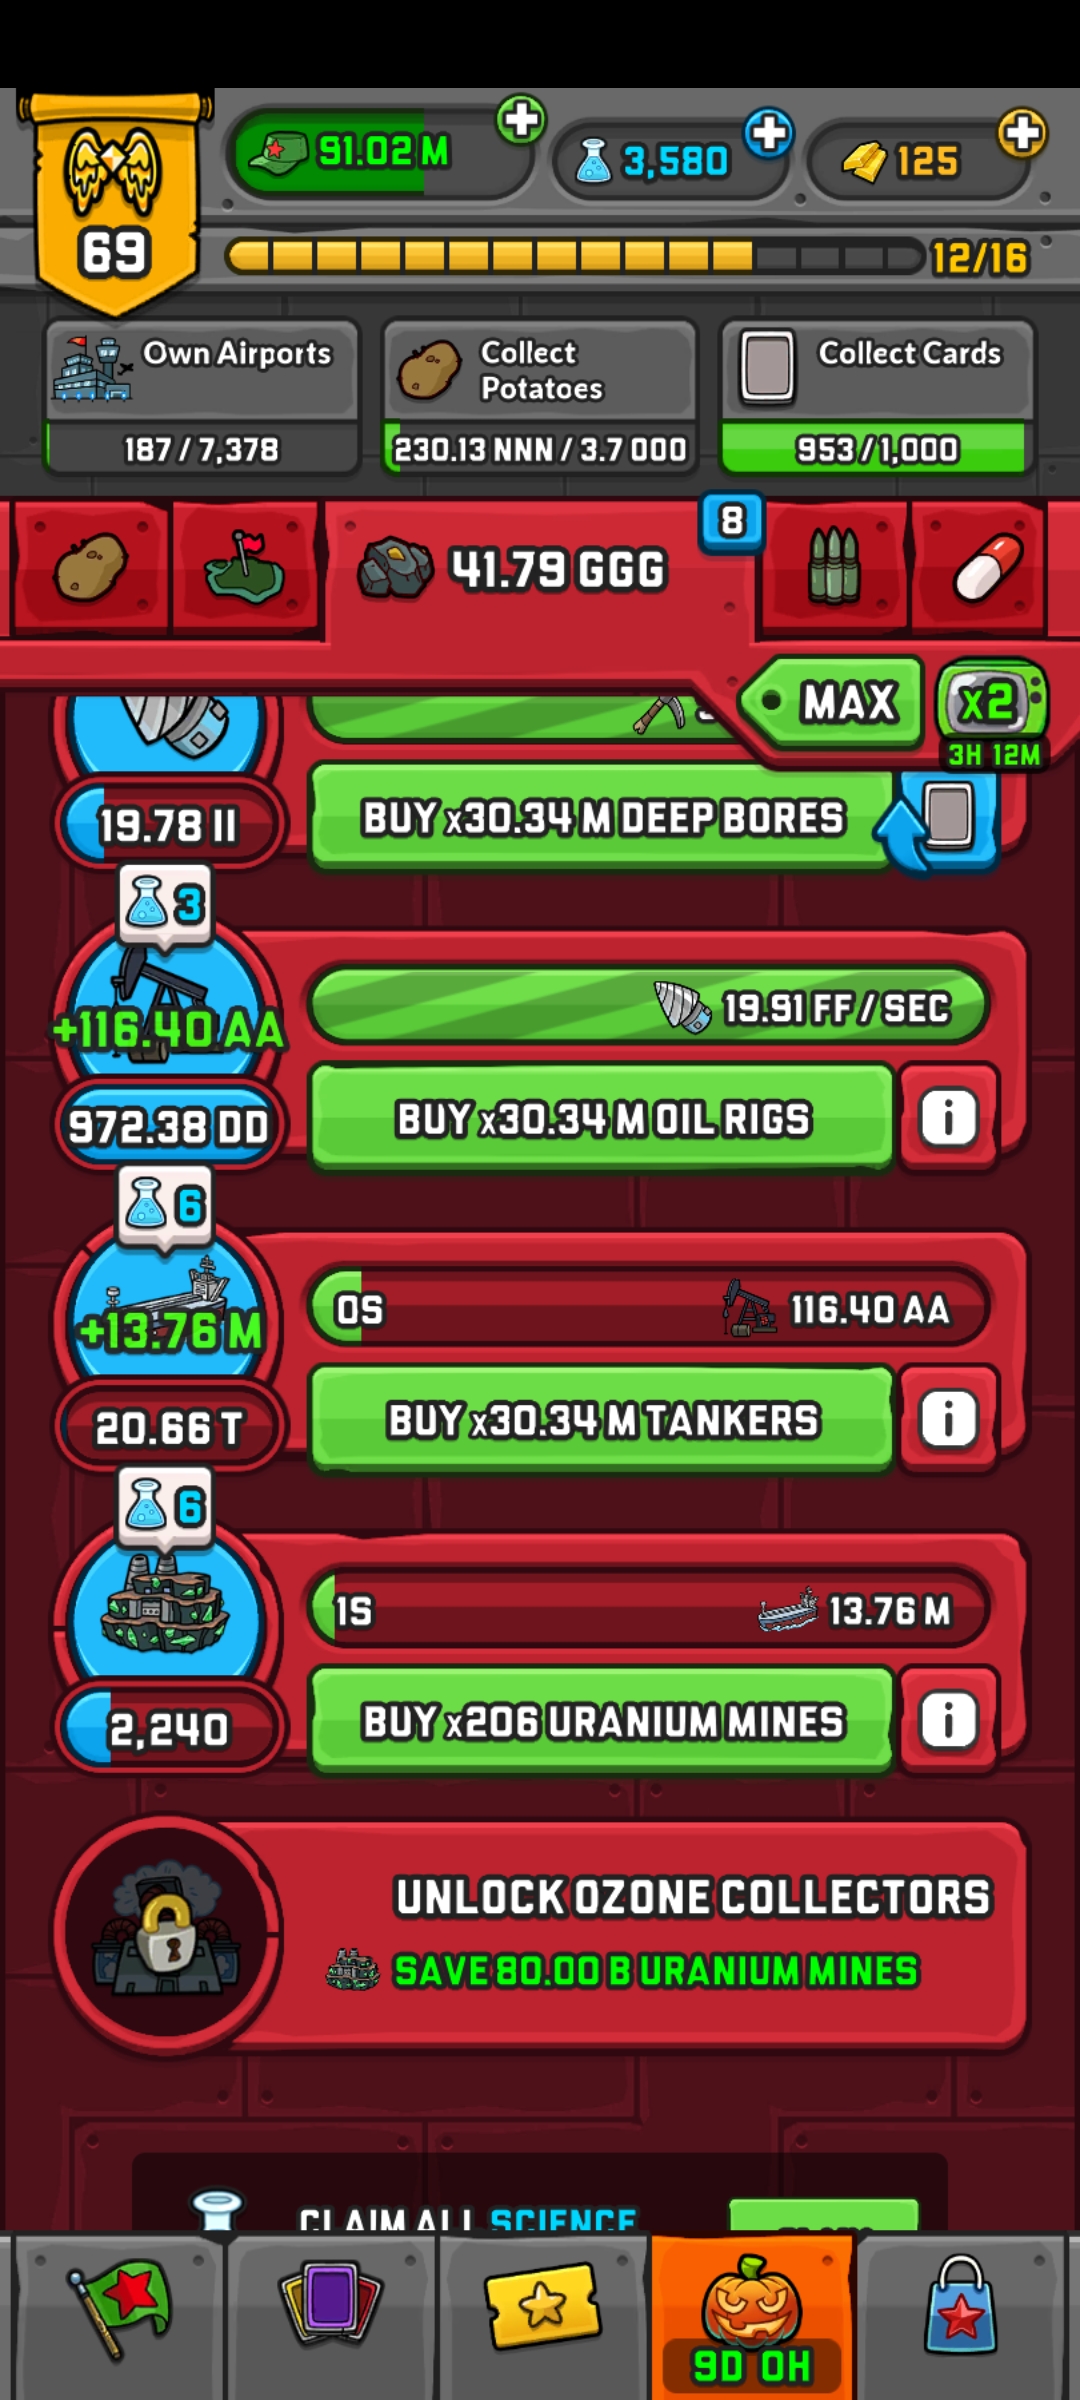 91.02 M
3,580
125
69
12/16
Own Airports
187 / 7,378
Collect
Potatoes
230.13 NNN / 3.7 OOO
Collect Cards
953 / 1,000
41.79 GGG
8
MAX
x2
3H 12M
BUY x30.34 M DEEP BORES
19.78 II
3
+116.40 AA
19.91 FF / SEC
BUY x30.34 M OIL RIGS
i
972.38 DD
6
+13.76 M
0S
116.40 AA
BUY x30.34 M TANKERS
i
20.66 T
6
1S
13.76 M
BUY x206 URANIUM MINES
i
2,240
UNLOCK OZONE COLLECTORS
SAVE 80.00 B URANIUM MINES
CLAIM ALL SCIENCE
9D 0H